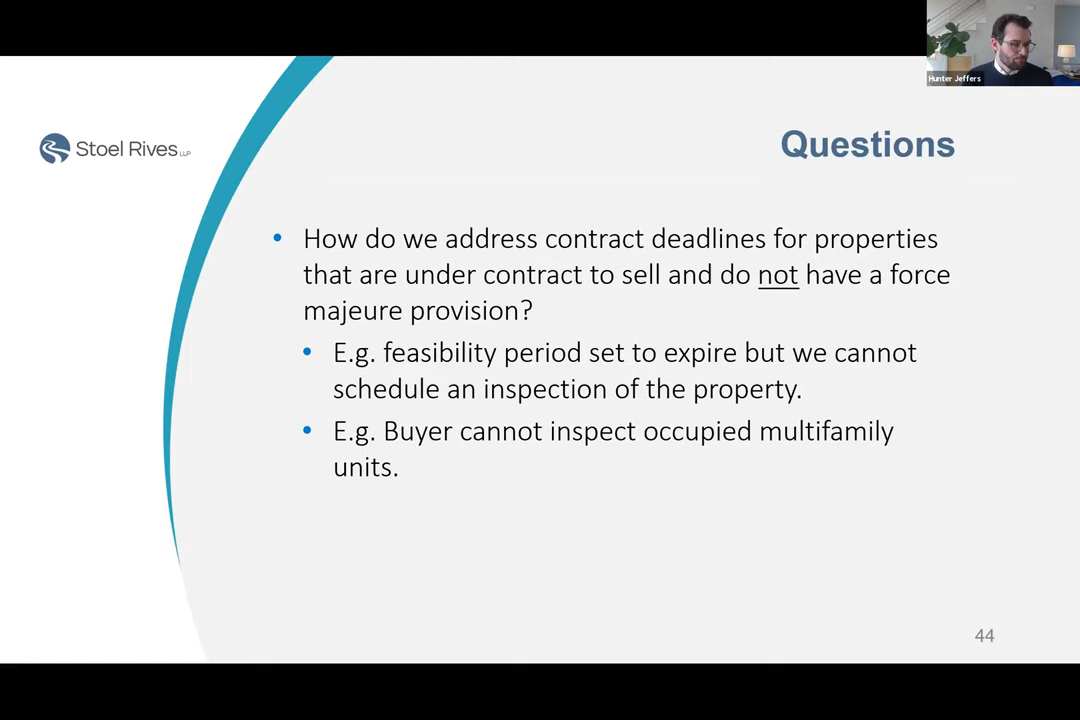 Hunter Jeffers
Stoel Rives LLP
Questions
• How do we address contract deadlines for properties
that are under contract to sell and do not have a force
majeure provision?
• E.g. feasibility period set to expire but we cannot
schedule an inspection of the property.
• E.g. Buyer cannot inspect occupied multifamily
units.
44